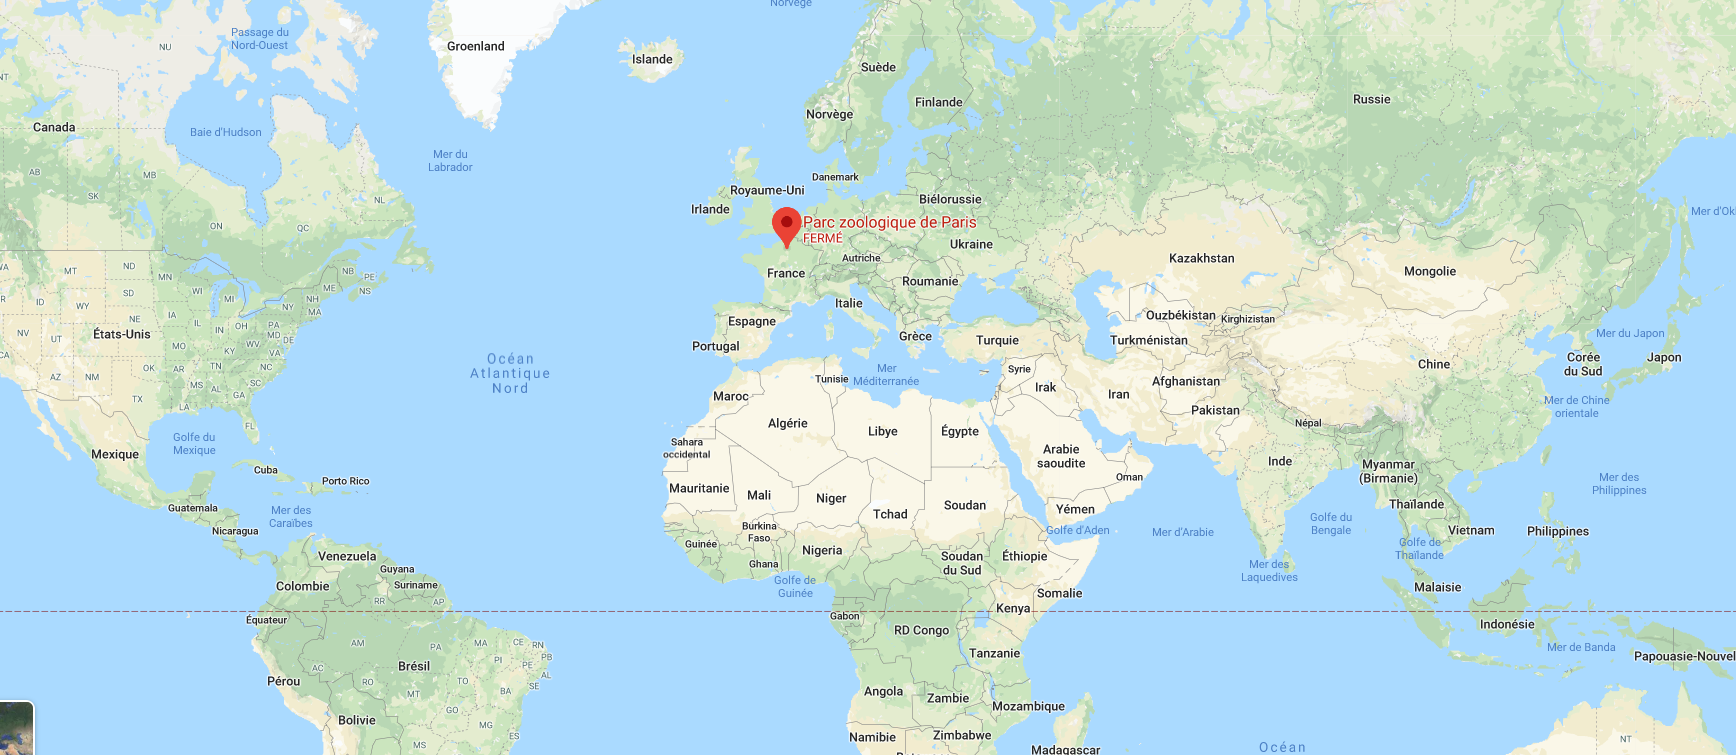 Norvège
Passage du
Nord-Ouest
NU
Groenland
Islande
Suède
Finlande
Norvège
Russie
Canada
Baie d'Hudson
Mer du
Labrador
AB
MB
SK
ON
QC
Danemark
Royaume-Uni
Irlande
Biélorussie
Parc zoologique de Paris
FERMÉ
Ukraine
Autriche
France
Roumanie
Italie
Espagne
Portugal
Grèce
Turquie
Kazakhstan
Mongolie
Ouzbékistan
Kirghizistan
Turkménistan
Mer d'Ok
Mer du Japon
Corée
du Sud
Japon
Chine
Mer de Chine
orientale
MT
ND
MN
SD
WI
MI
ID
WY
NB
PE
NS
NH
ME
NY
MA
IA
IL
IN
OH
PA
NV
UT
MD
DE
États-Unis
MO
KY
WV
VA
AZ
NM
OK
AR
TN
NC
SC
MS
AL
GA
TX
LA
FL
CA
Océan
Atlantique
Nord
Mer
Méditerranée
Tunisie
Maroc
Algérie
Libye
Égypte
Syrie
Irak
Iran
Afghanistan
Pakistan
Népal
Sahara
occidental
Arabie
saoudite
Oman
Inde
Myanmar
(Birmanie)
Golfe du
Mexique
Mexique
Cuba
Porto Rico
Guatemala
Mer des
Caraïbes
Nicaragua
Mauritanie
Mali
Niger
Tchad
Soudan
Yémen
Burkina
Faso
Guinée
Nigeria
Ghana
Soudan
du Sud
Éthiopie
Golfe d'Aden
Mer d'Arabie
Golfe du
Bengale
Thaïlande
Vietnam
Philippines
Mer des
Philippines
Golfe de
Thaïlande
Mer des
Laquedives
Malaisie
Venezuela
Guyana
Suriname
Colombie
RR
AP
Équateur
Golfe de
Guinée
Gabon
Somalie
Kenya
RD Congo
Tanzanie
Indonésie
Mer de Banda
Papouasie-Nouvel
AM
PA
MA
CE
RN
PB
PI
PE
AL
SE
AC
TO
Brésil
RO
MT
BA
Pérou
GO
Bolivie
MG
MS
Angola
Zambie
Mozambique
Namibie
Zimbabwe
Madagascar
Océan
NT